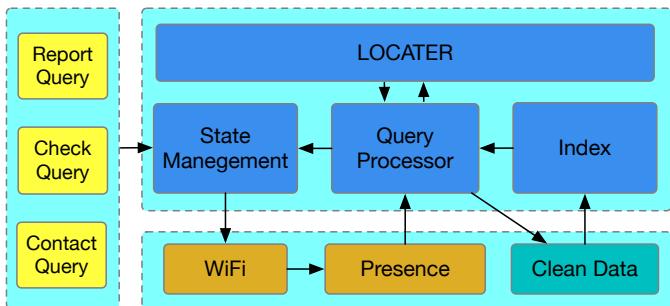 Report
Query
Check
Query
Contact
Query
LOCATER
State
Manegement
Query
Processor
Index
WiFi
Presence
Clean Data